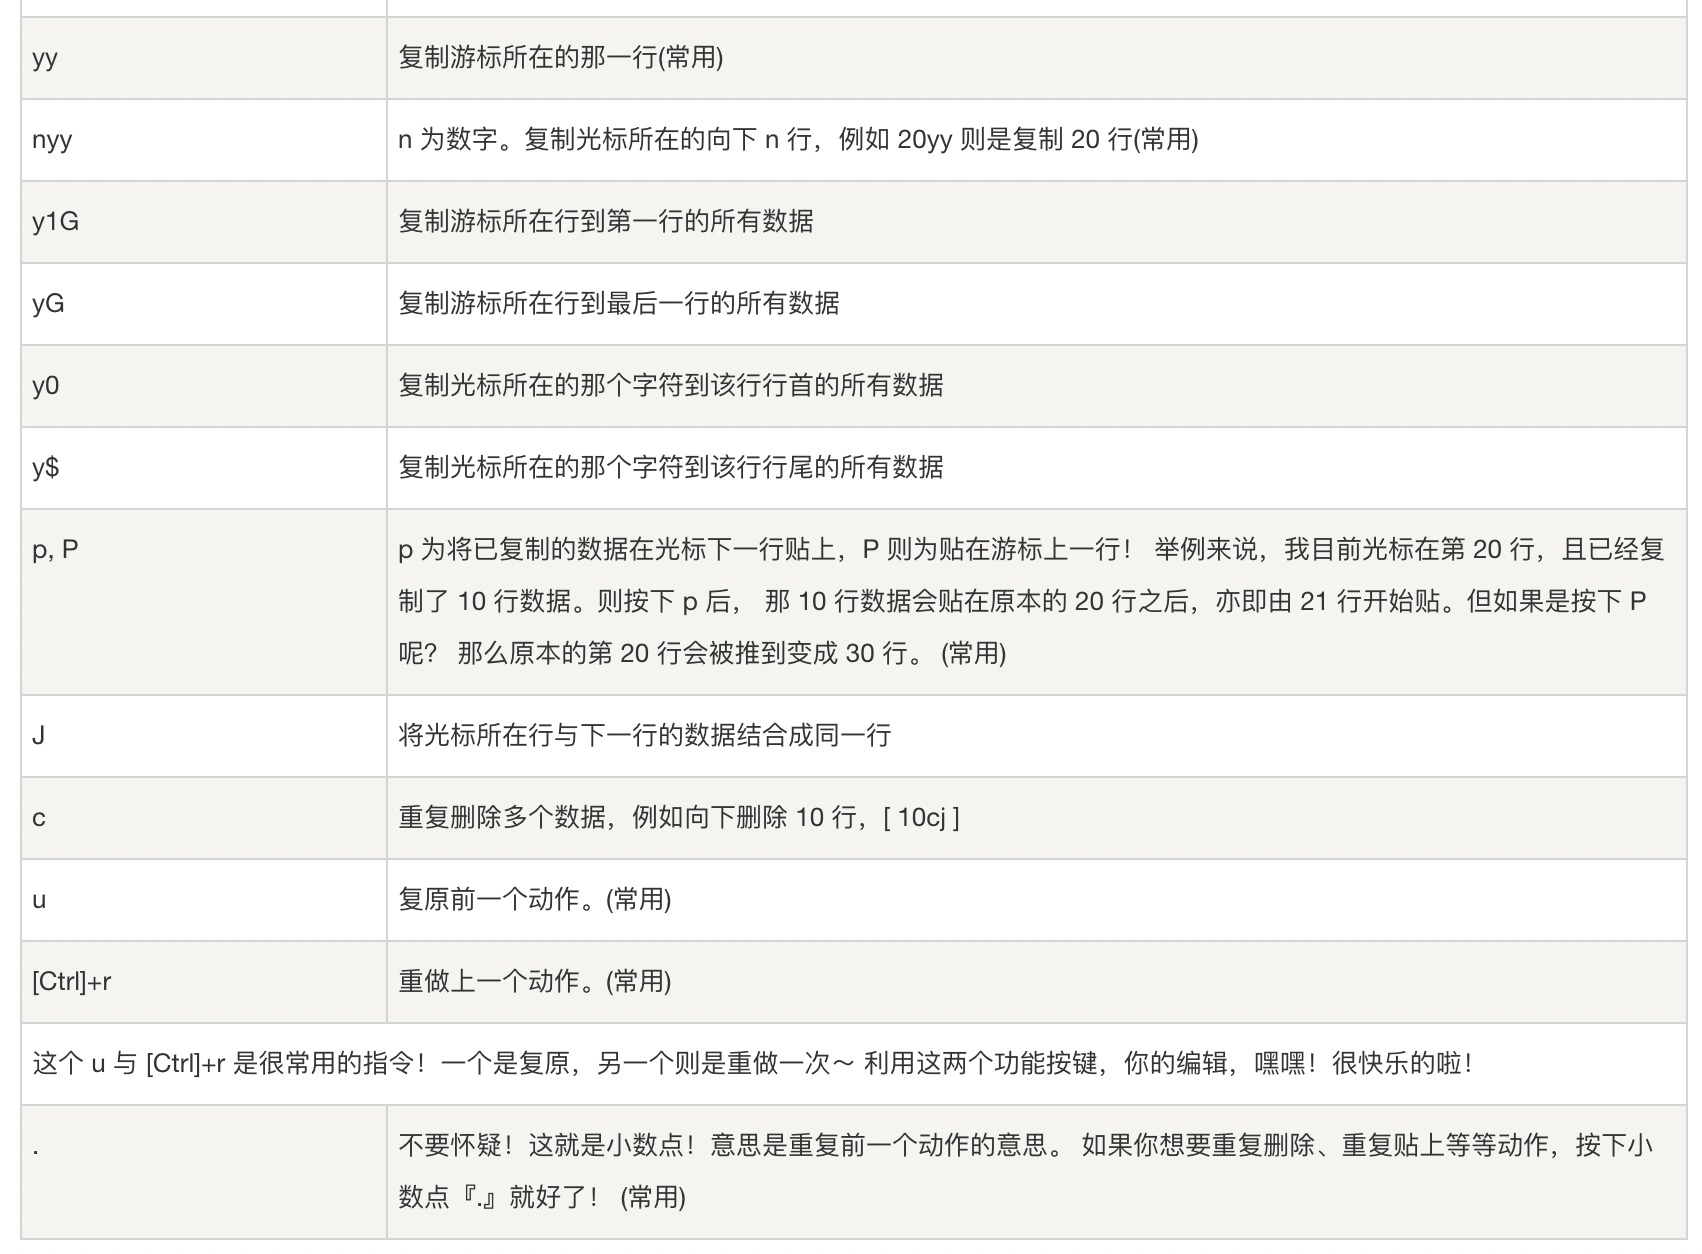 yy
复制游标所在的那一行(常用)
nyy
n 为数字。复制光标所在的向下 n 行，例如 20yy 则是复制 20 行(常用)
y1G
复制游标所在行到第一行的所有数据
yG
复制游标所在行到最后一行的所有数据
y0
复制光标所在的那个字符到该行行首的所有数据
y$
复制光标所在的那个字符到该行行尾的所有数据
p, P
p 为将已复制的数据在光标下一行贴上，P 则为贴在游标上一行！ 举例来说，我目前光标在第 20 行，且已经复
制了 10 行数据。则按下 p 后， 那 10 行数据会贴在原本的 20 行之后，亦即由 21 行开始贴。但如果是按下 P
呢？ 那么原本的第 20 行会被推到变成 30 行。 (常用)
J
将光标所在行与下一行的数据结合成同一行
c
重复删除多个数据，例如向下删除 10 行，[ 10cj ]
u
复原前一个动作。(常用)
[Ctrl]+r
重做上一个动作。(常用)
这个 u 与 [Ctrl]+r 是很常用的指令！一个是复原，另一个则是重做一次～ 利用这两个功能按键，你的编辑，嘿嘿！很快乐的啦！
.
不要怀疑！这就是小数点！意思是重复前一个动作的意思。 如果你想要重复删除、重复贴上等等动作，按下小
数点『.』就好了！ (常用)